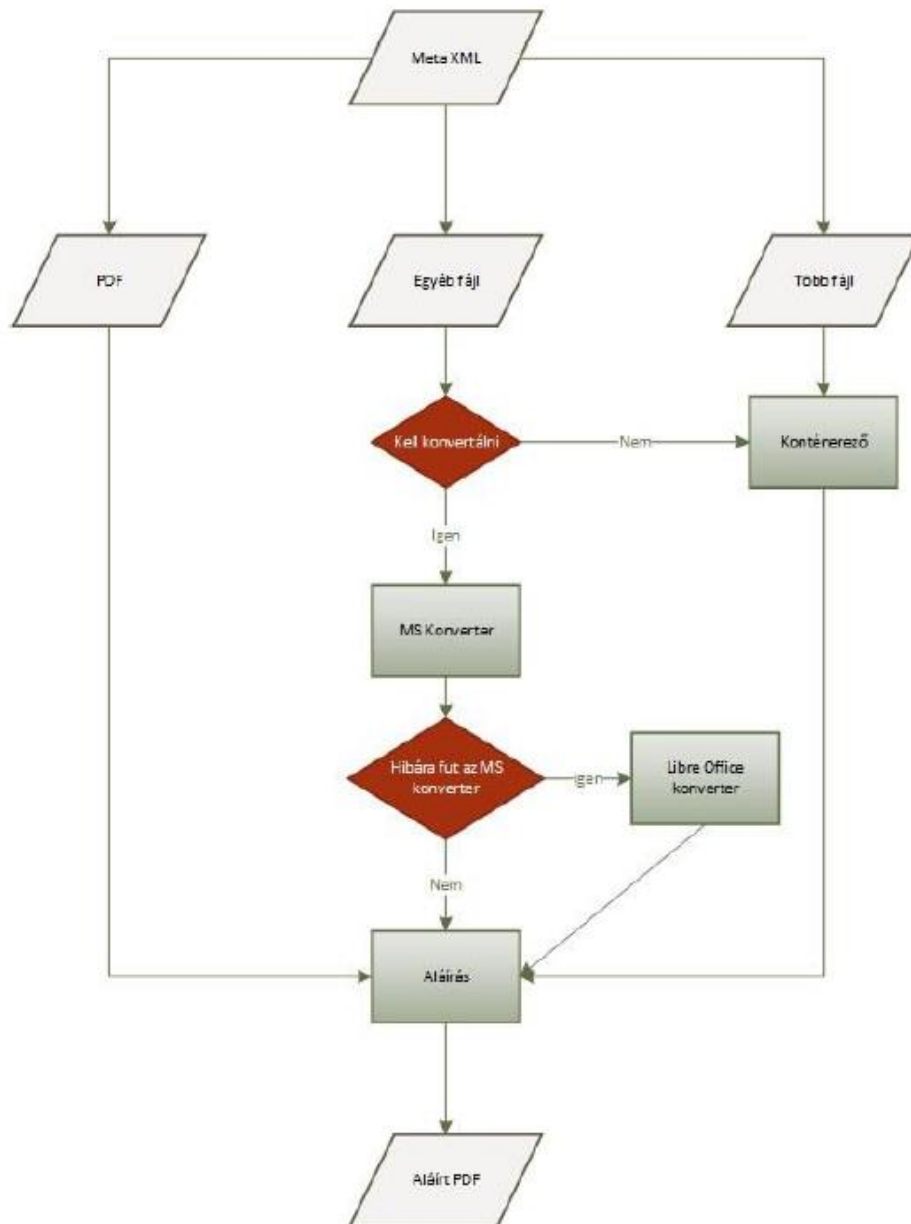 Meta XML
PDF
Egyéb fájl
Több fájl
Kell konvertálni
Nem
Konténerező
Igen
MS Konverter
Hibára fut az MS
konverter
igen
Libre Office
konverter
Nem
Aláírás
Aláírt PDF